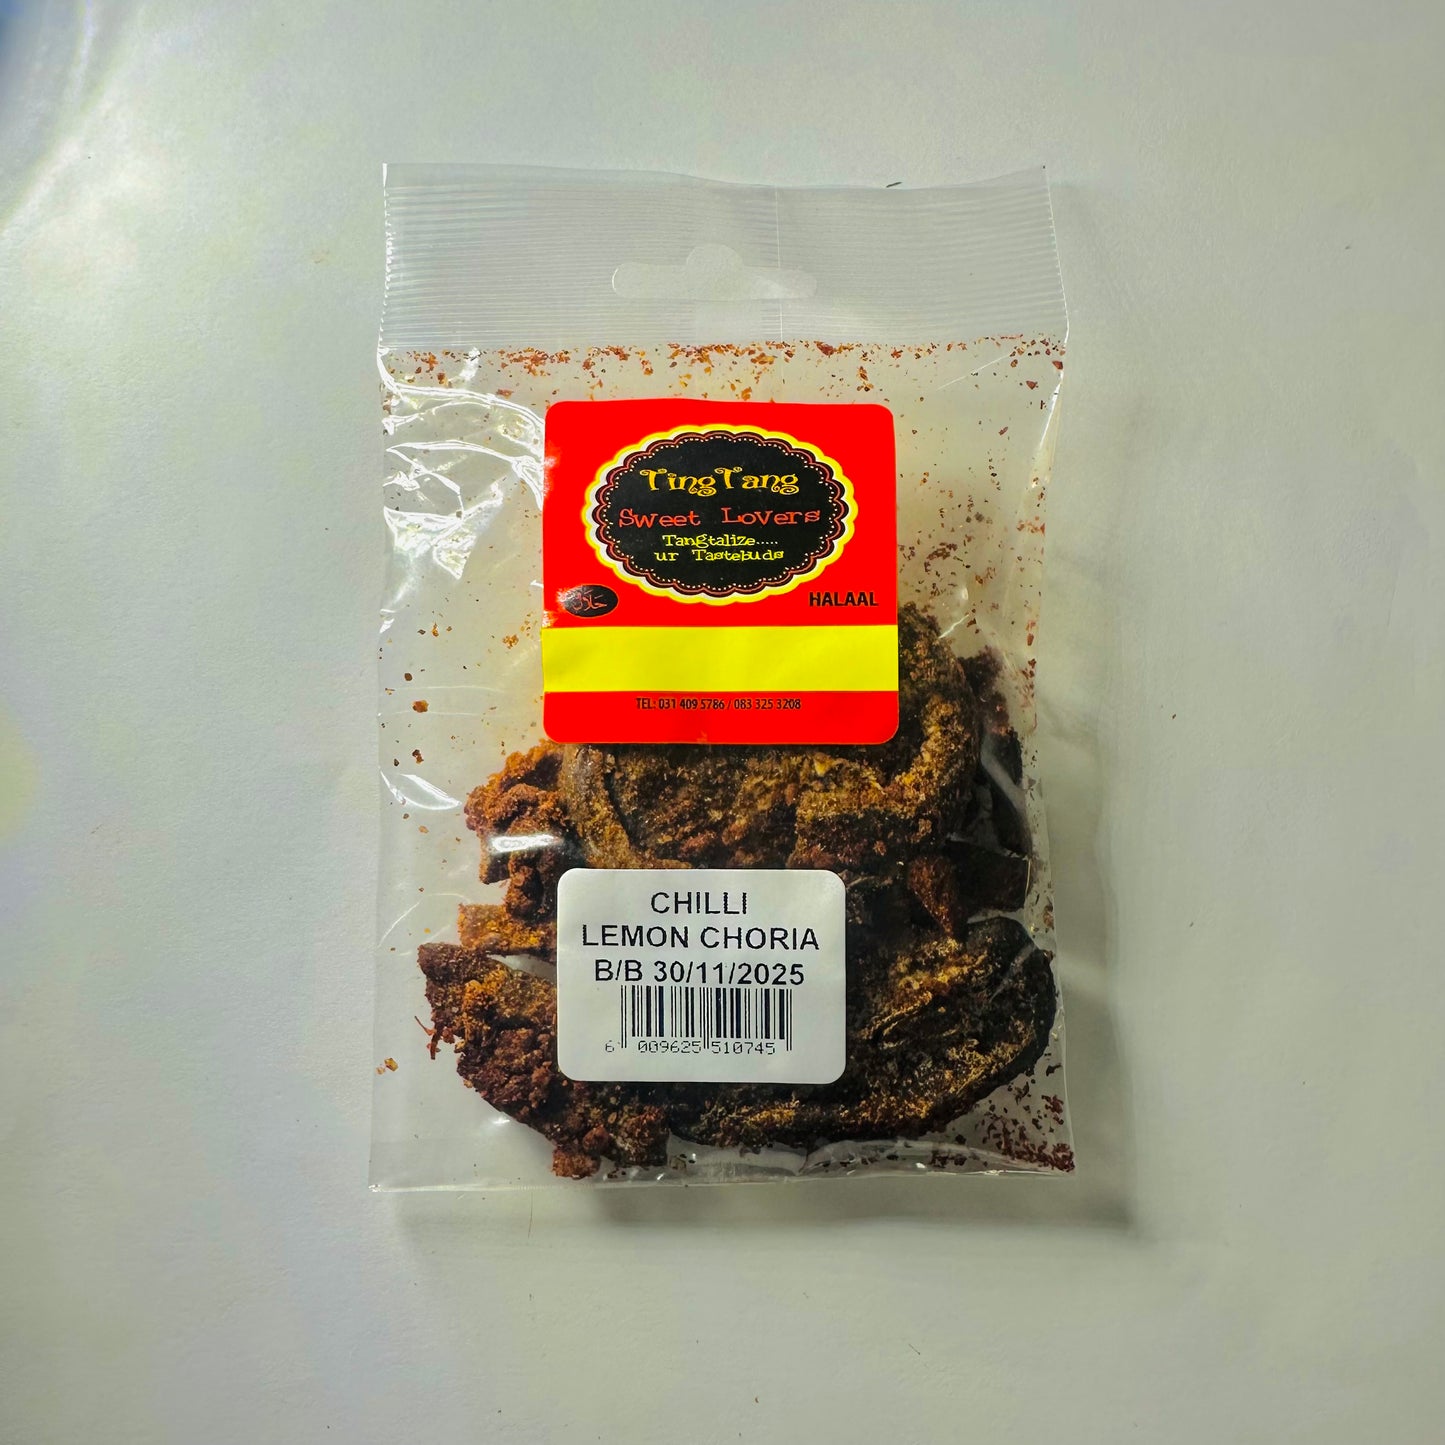 TingTang
Sweet Lovers
Tangtalize.....
ur Tastebuds
حلال
HALAAL
TEL: 031 409 5786 / 083 325 3208
CHILLI
LEMON CHORIA
B/B 30/11/2025
6 009625 510745